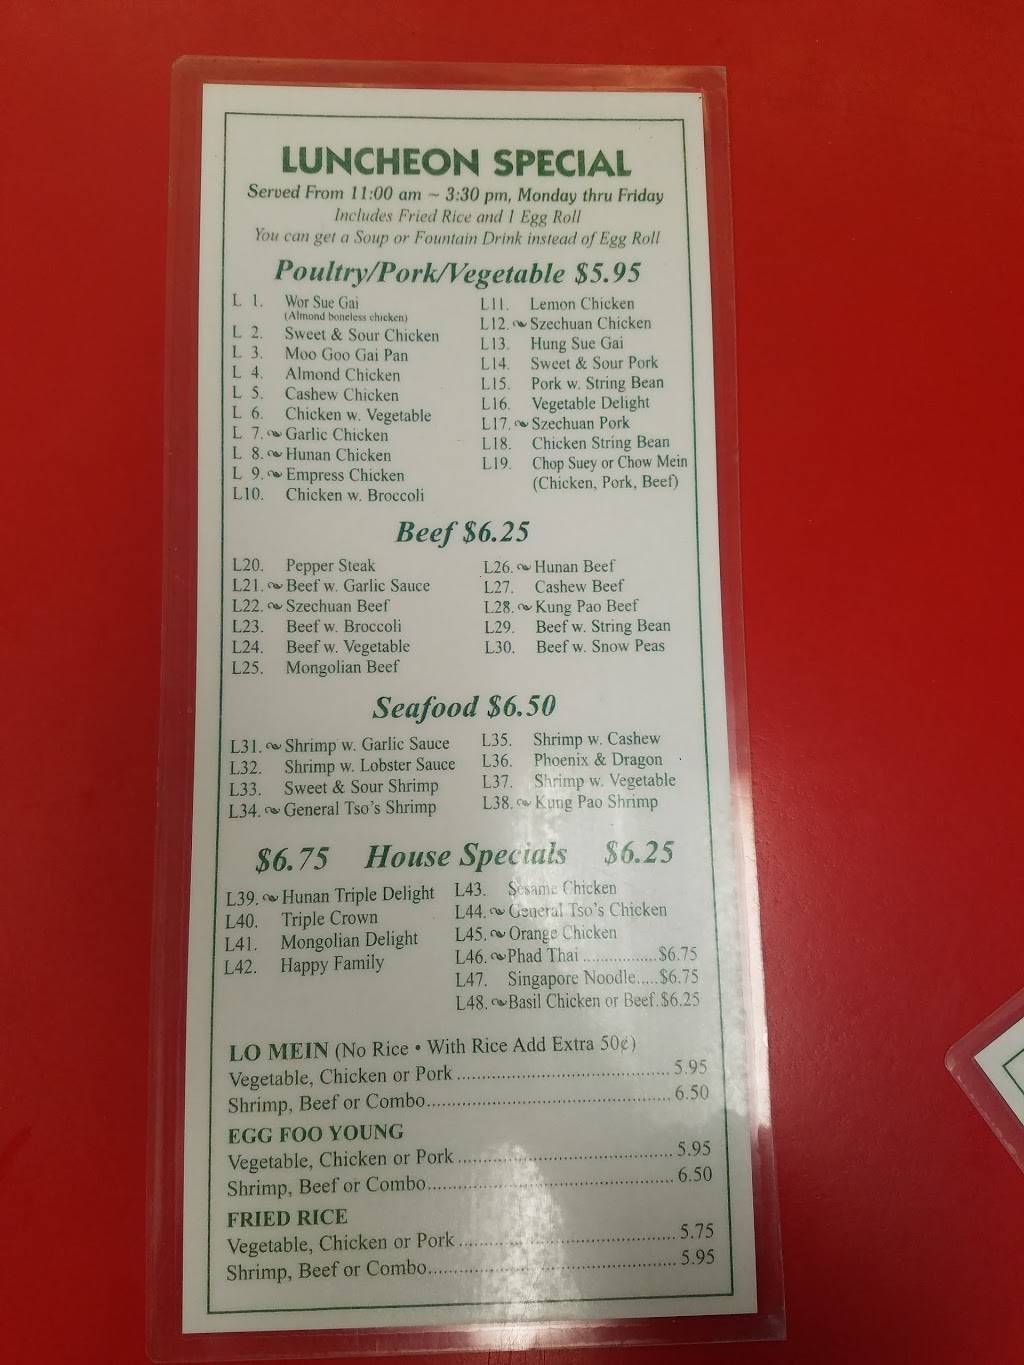 LUNCHEON SPECIAL
Served From 11:00 am ~ 3:30 pm, Monday thru Friday
Includes Fried Rice and 1 Egg Roll
You can get a Soup or Fountain Drink instead of Egg Roll
Poultry/Pork/Vegetable $5.95
L 1. Wor Sue Gai
(Almond boneless chicken)
L 2. Sweet & Sour Chicken
L 3. Moo Goo Gai Pan
L 4. Almond Chicken
L 5. Cashew Chicken
L 6. Chicken w. Vegetable
L 7. Garlic Chicken
L 8. Hunan Chicken
L 9. Empress Chicken
L10. Chicken w. Broccoli
L11. Lemon Chicken
L12. Szechuan Chicken
L13. Hung Sue Gai
L14. Sweet & Sour Pork
L15. Pork w. String Bean
L16. Vegetable Delight
L17. Szechuan Pork
L18. Chicken String Bean
L19. Chop Suey or Chow Mein
(Chicken, Pork, Beef)
Beef $6.25
L20. Pepper Steak
L21. Beef w. Garlic Sauce
L22. Szechuan Beef
L23. Beef w. Broccoli
L24. Beef w. Vegetable
L25. Mongolian Beef
L26. Hunan Beef
L27. Cashew Beef
L28. Kung Pao Beef
L29. Beef w. String Bean
L30. Beef w. Snow Peas
Seafood $6.50
L31. Shrimp w. Garlic Sauce
L32. Shrimp w. Lobster Sauce
L33. Sweet & Sour Shrimp
L34. General Tso's Shrimp
L35. Shrimp w. Cashew
L36. Phoenix & Dragon
L37. Shrimp w. Vegetable
L38. Kung Pao Shrimp
$6.75 House Specials $6.25
L39. Hunan Triple Delight
L40. Triple Crown
L41. Mongolian Delight
L42. Happy Family
L43. Sesame Chicken
L44. General Tso's Chicken
L45. Orange Chicken
L46. Phad Thai ................$6.75
L47. Singapore Noodle.....$6.75
L48. Basil Chicken or Beef.$6.25
LO MEIN (No Rice • With Rice Add Extra 50¢)
Vegetable, Chicken or Pork ........................................ 5.95
Shrimp, Beef or Combo.............................................. 6.50
EGG FOO YOUNG
Vegetable, Chicken or Pork ........................................ 5.95
Shrimp, Beef or Combo.............................................. 6.50
FRIED RICE
Vegetable, Chicken or Pork ........................................ 5.75
Shrimp, Beef or Combo.............................................. 5.95